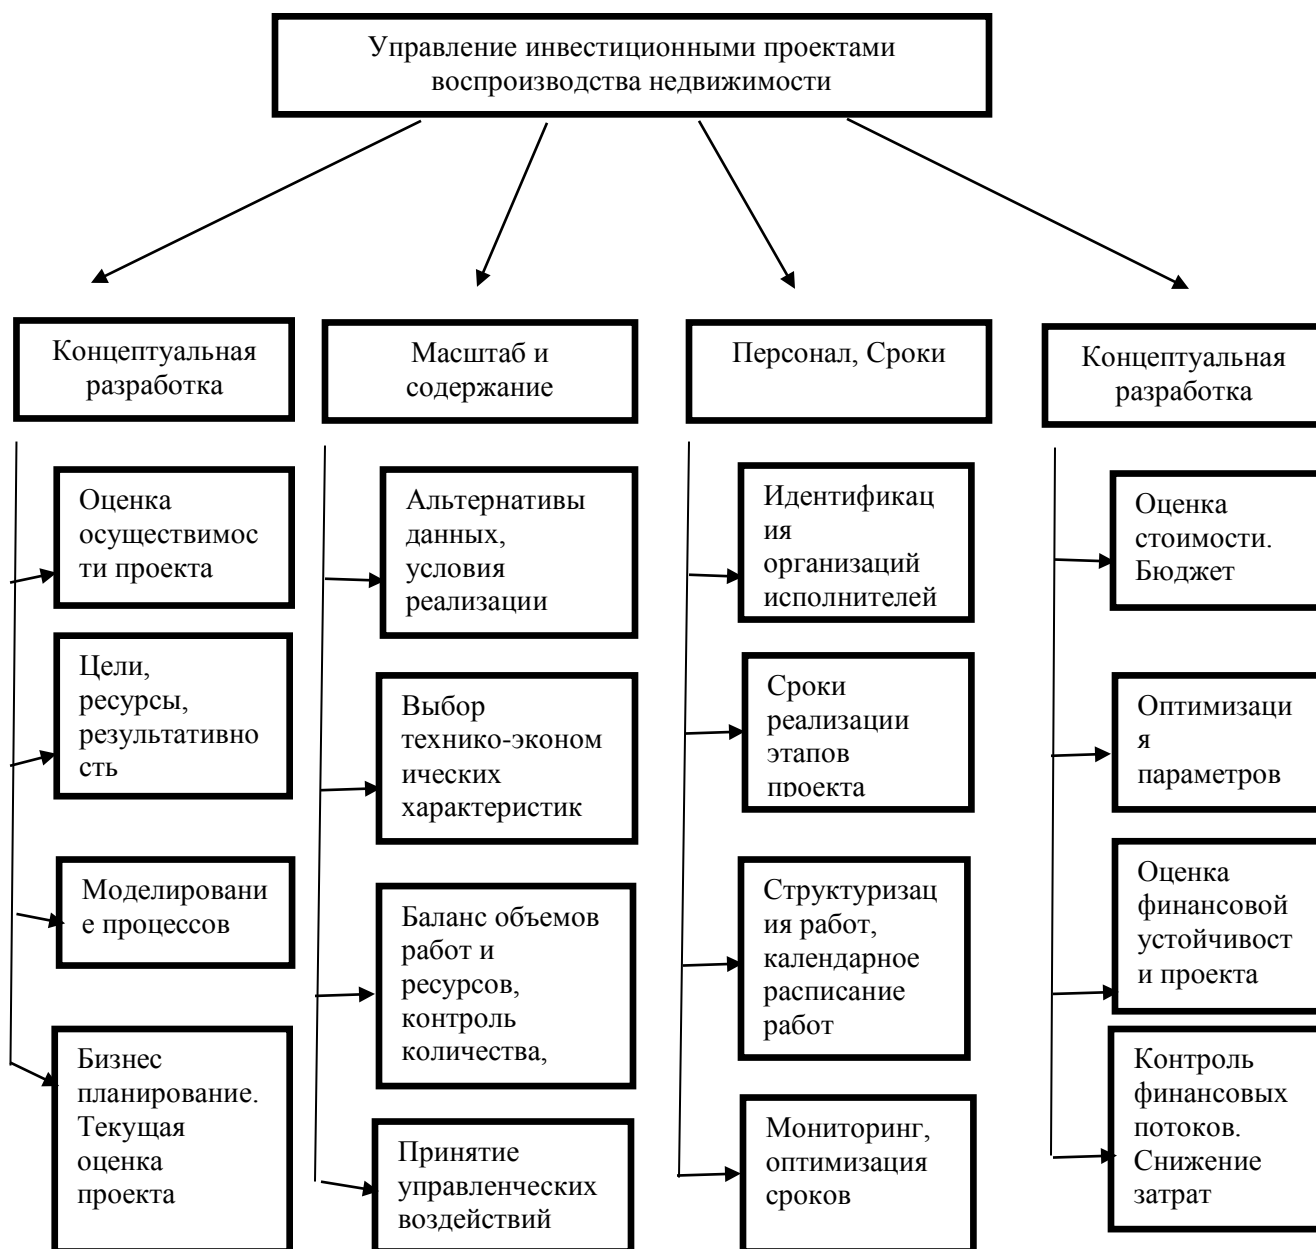 Управление инвестиционными проектами
воспроизводства недвижимости
Концептуальная
разработка
Масштаб и
содержание
Персонал, Сроки
Концептуальная
разработка
Оценка
осуществимос
ти проекта
Цели,
ресурсы,
результативно
сть
Моделировани
е процессов
Бизнес
планирование.
Текущая
оценка
проекта
Альтернативы
данных,
условия
реализации
Выбор
технико-эконом
ических
характеристик
Баланс объемов
работ и
ресурсов,
контроль
количества,
Принятие
управленческих
воздействий
Идентификац
ия
организаций
исполнителей
Сроки
реализации
этапов
проекта
Структуризац
ия работ,
календарное
расписание
работ
Мониторинг,
оптимизация
сроков
Оценка
стоимости.
Бюджет
Оптимизаци
я
параметров
Оценка
финансовой
устойчивост
и проекта
Контроль
финансовых
потоков.
Снижение
затрат